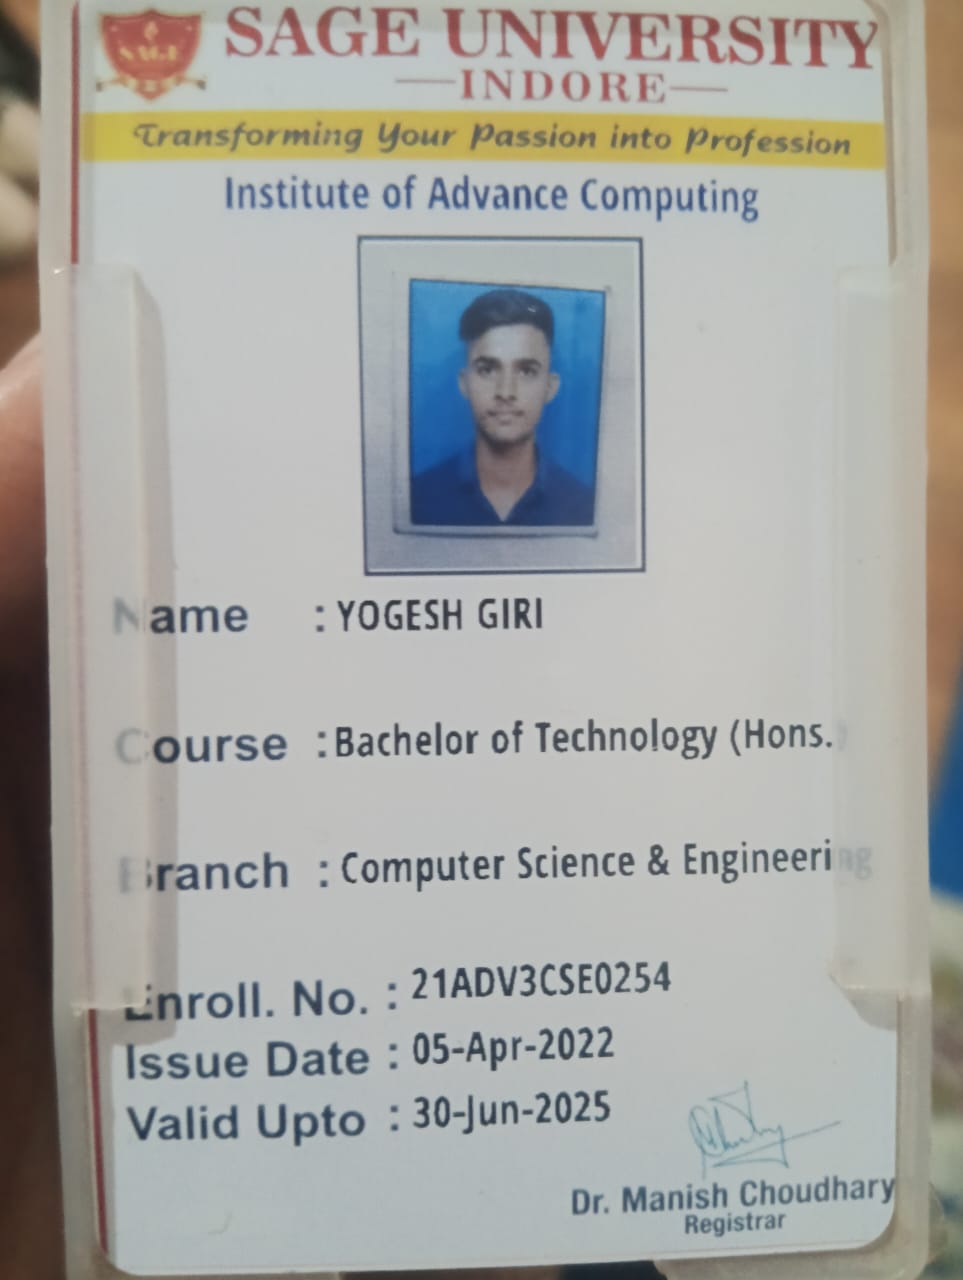 SAGE
SAGE UNIVERSITY
INDORE
Transforming Your Passion into Profession
Institute of Advance Computing
Name : YOGESH GIRI
Course : Bachelor of Technology (Hons.)
Branch : Computer Science & Engineering
Enroll. No. : 21ADV3CSE0254
Issue Date : 05-Apr-2022
Valid Upto : 30-Jun-2025
Dr. Manish Choudhary
Registrar